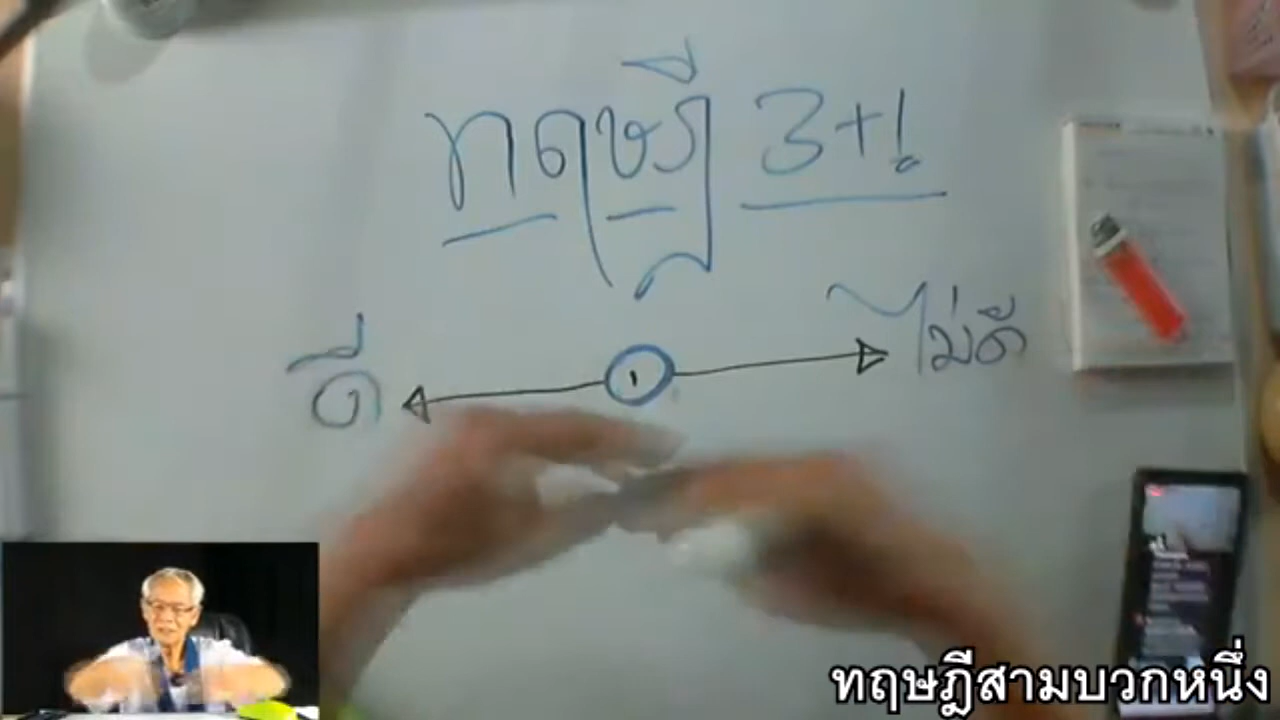 ทฤษฎี 3+1
ดี ๑ ไม่ดี
ทฤษฎีสามบวกหนึ่ง